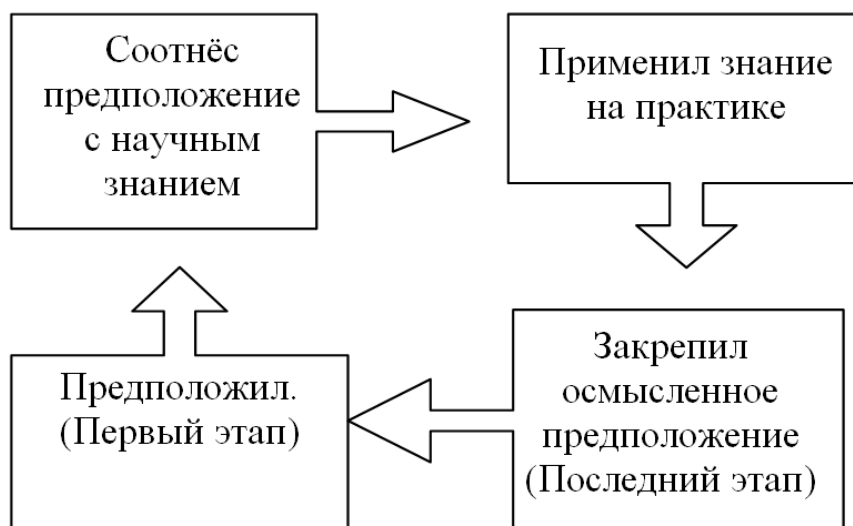 Соотнёс
предположение
с научным
знанием
Применил знание
на практике
Предположил.
(Первый этап)
Закрепил
осмысленное
предположение
(Последний этап)